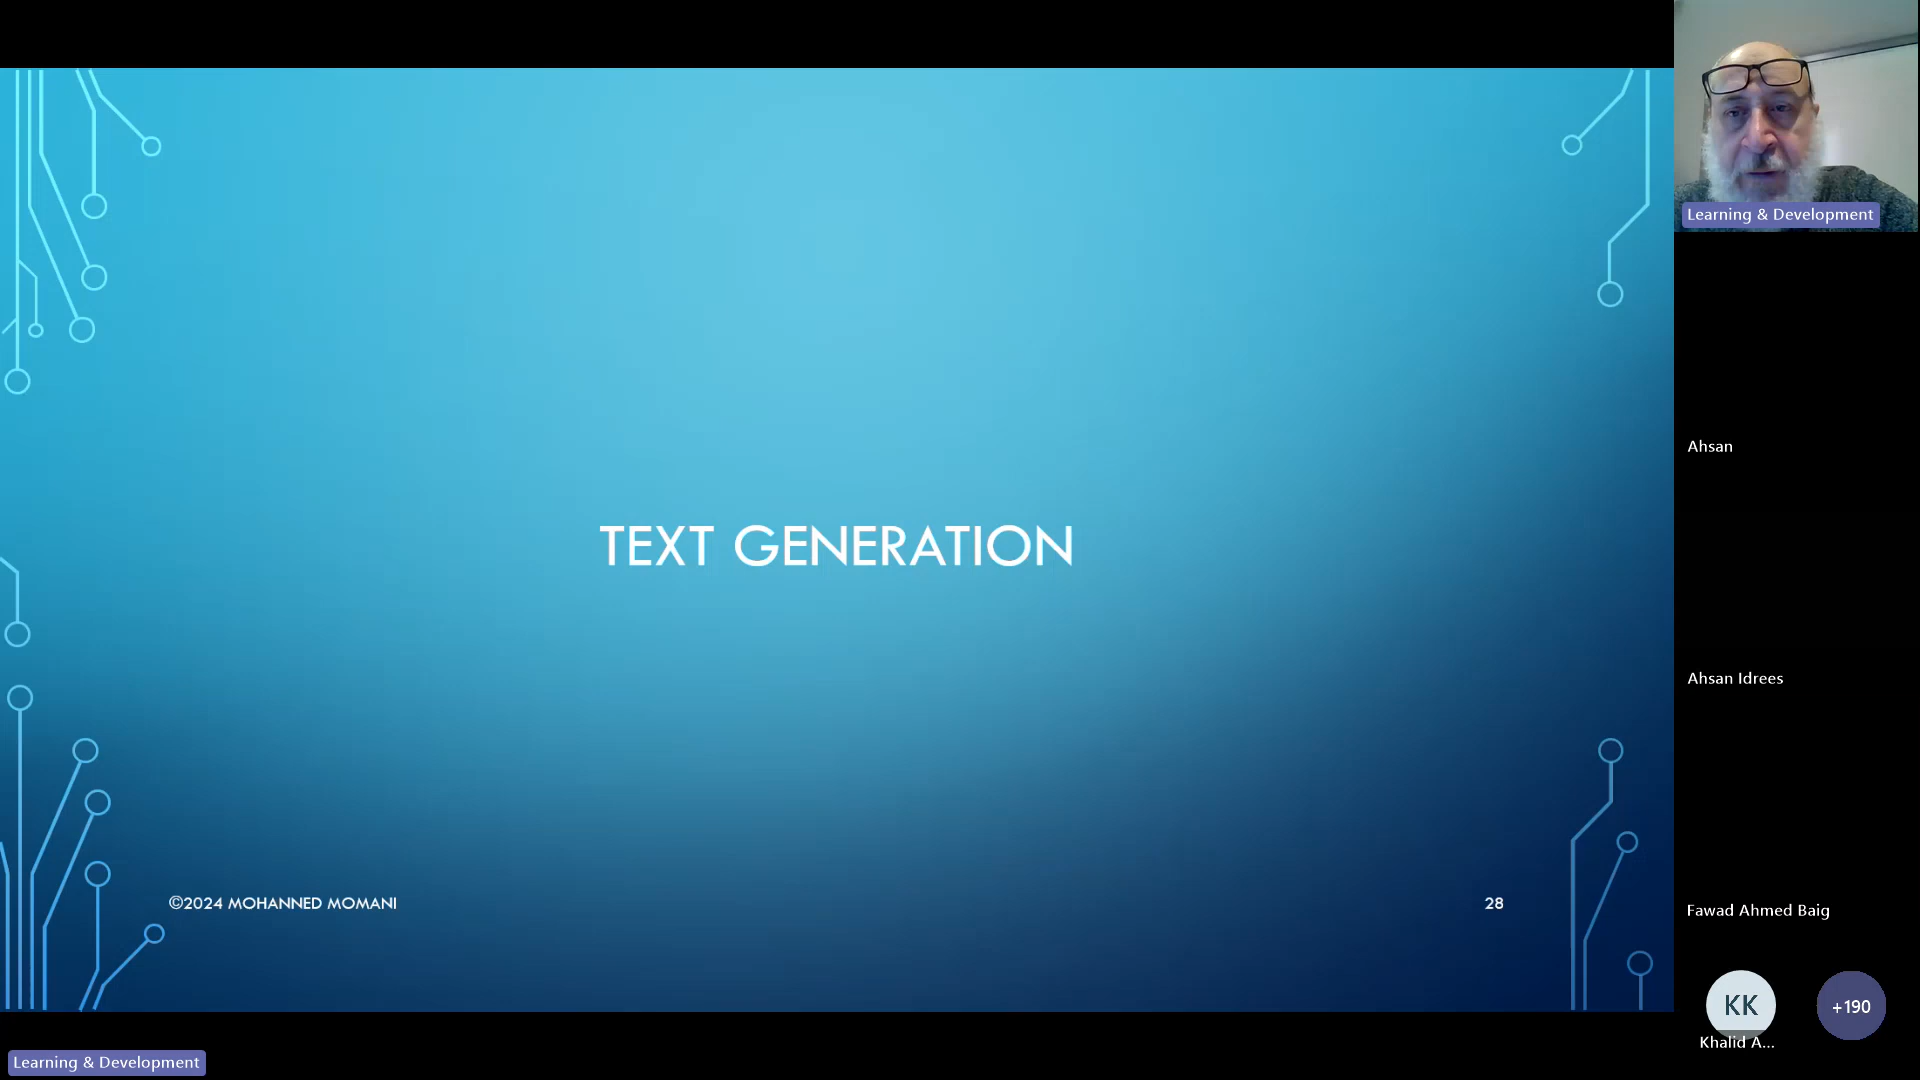 Learning & Development
Ahsan
TEXT GENERATION
Ahsan Idrees
©2024 MOHANNED MOMANI
28
Fawad Ahmed Baig
KK
+190
Khalid A...
Learning & Development